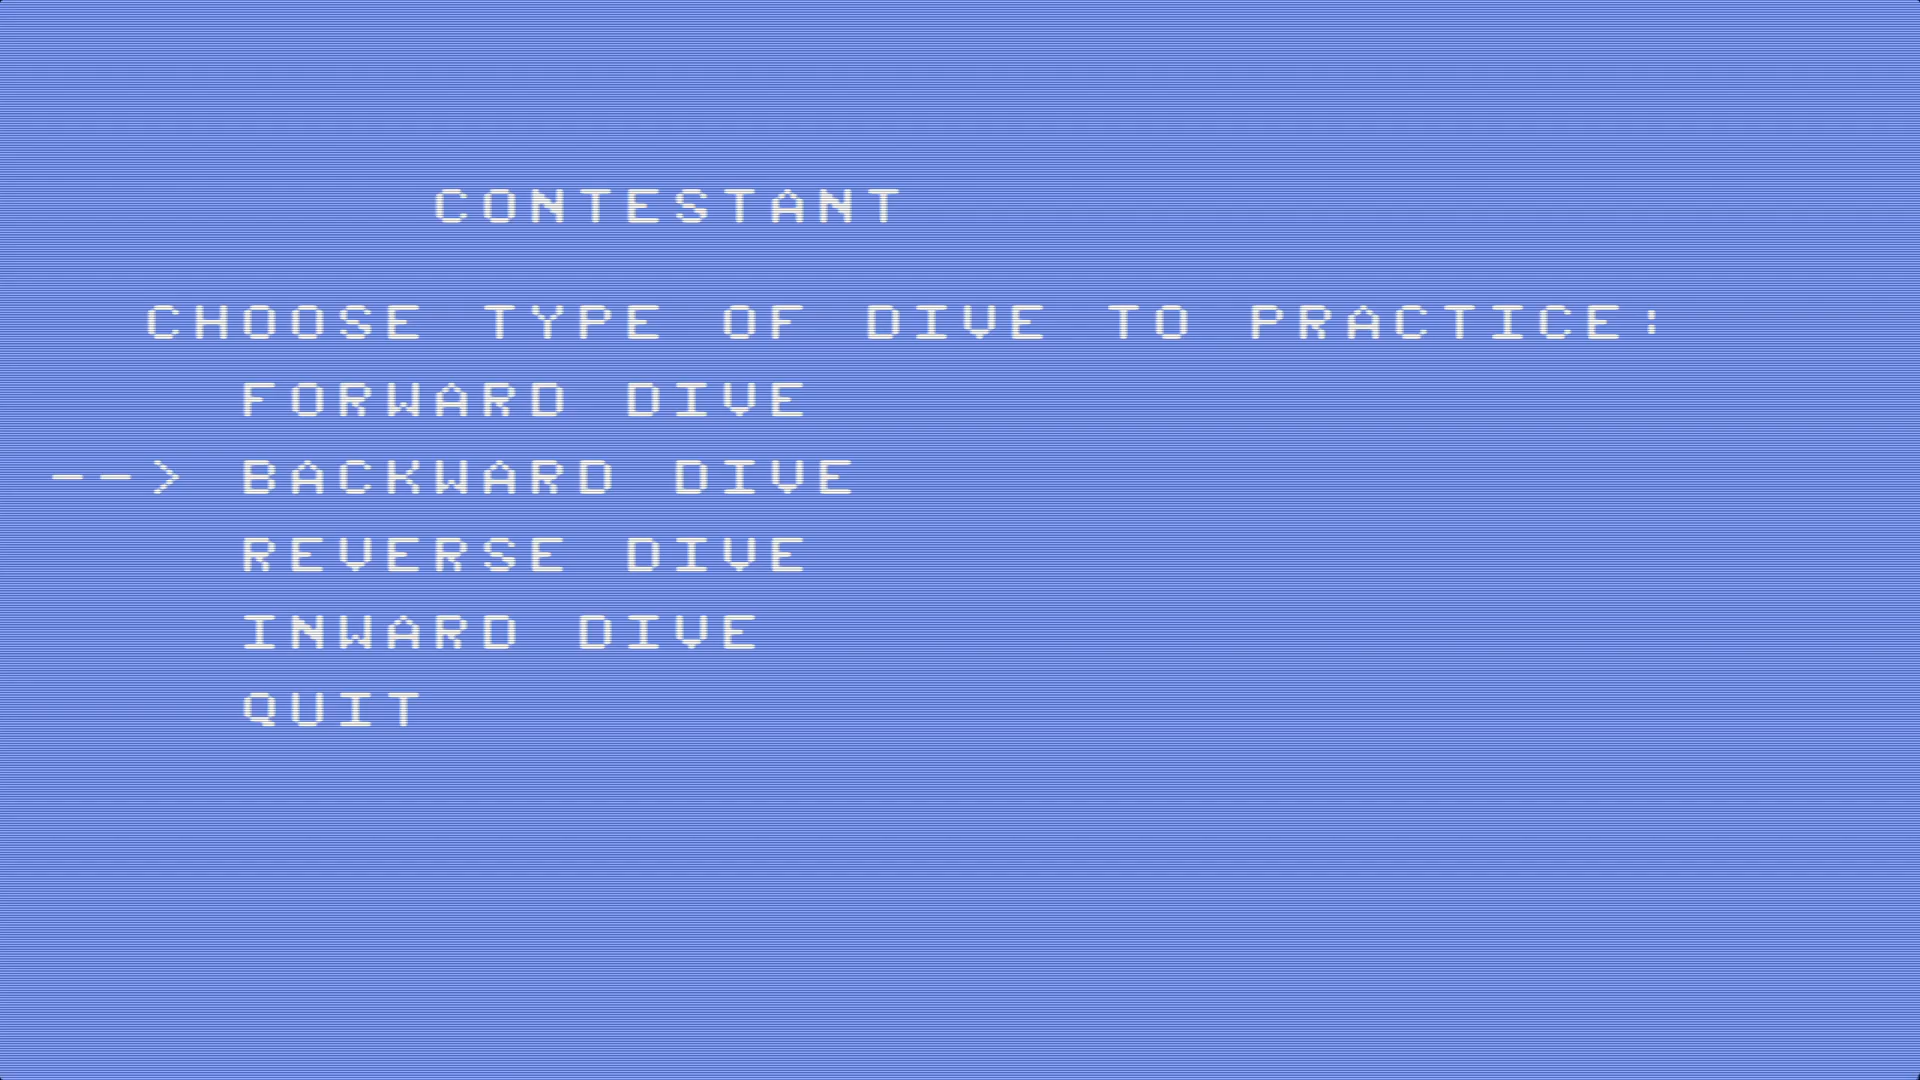 CONTESTANT
CHOOSE TYPE OF DIVE TO PRACTICE:
FORWARD DIVE
--> BACKWARD DIVE
REVERSE DIVE
INWARD DIVE
QUIT